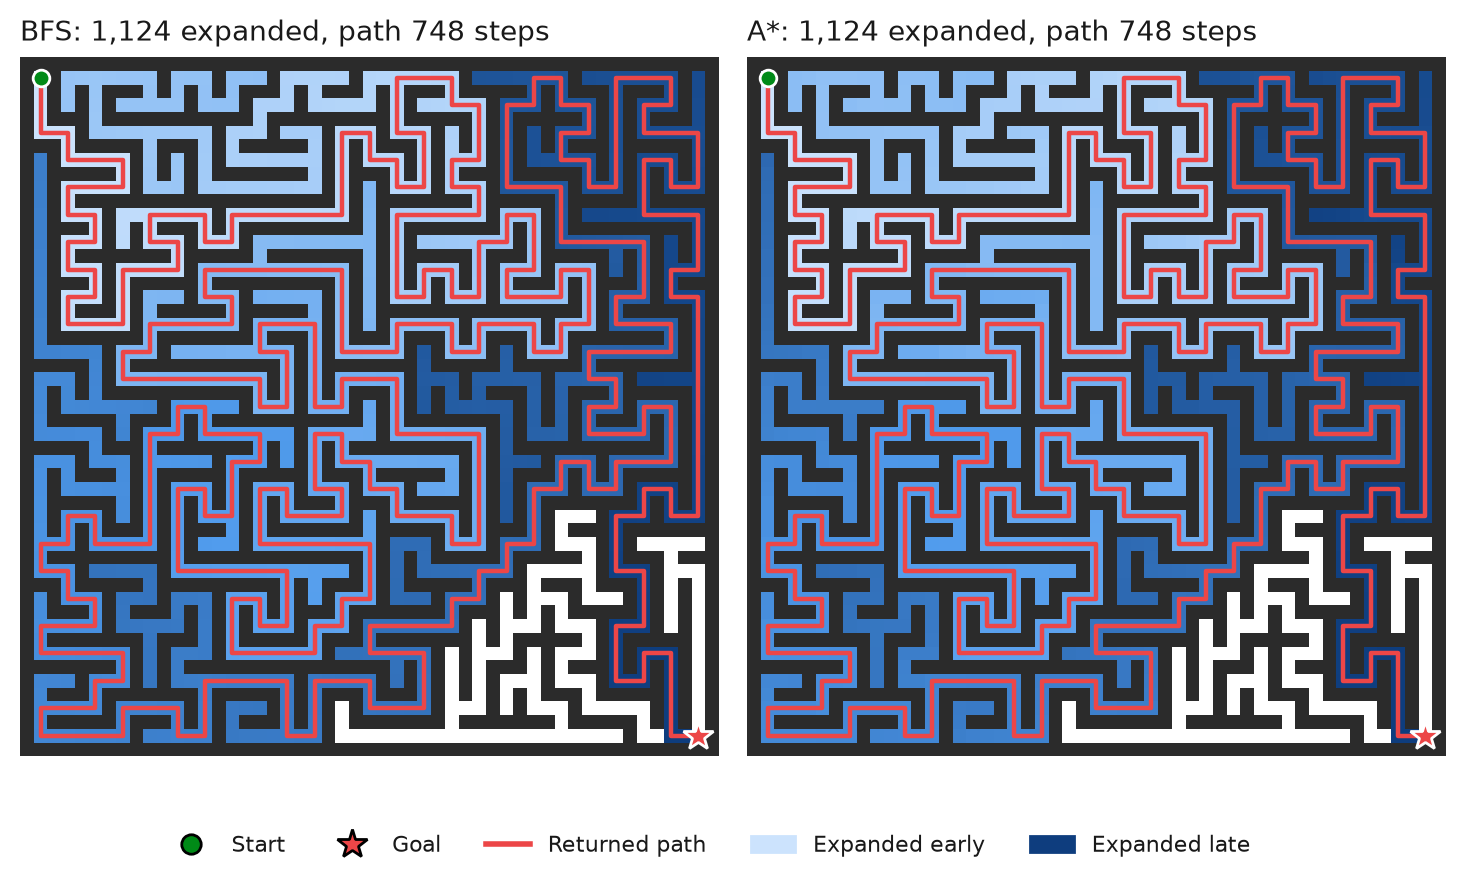 BFS: 1,124 expanded, path 748 steps
A*: 1,124 expanded, path 748 steps
Start
Goal
Returned path
Expanded early
Expanded late